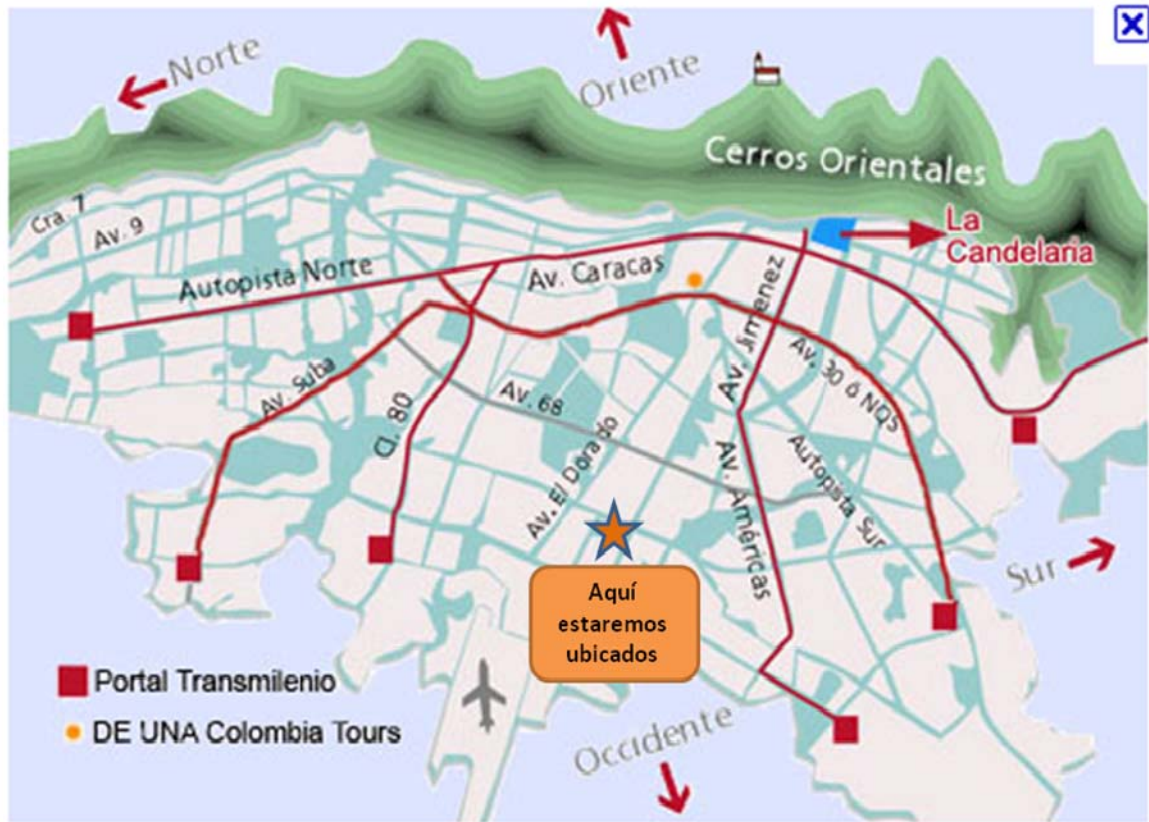 Norte
Oriente
Cerros Orientales
La
Candelaria
Cra. 7
Av. 9
Autopista Norte
Av. Caracas
Av. Jimenez
Av. Suba
Cl. 80
Av. 68
Av. El Dorado
Av. Américas
Av. 30 ó NQS
Autopista Sur
Sur
Aquí
estaremos
ubicados
Portal Transmilenio
DE UNA Colombia Tours
Occidente